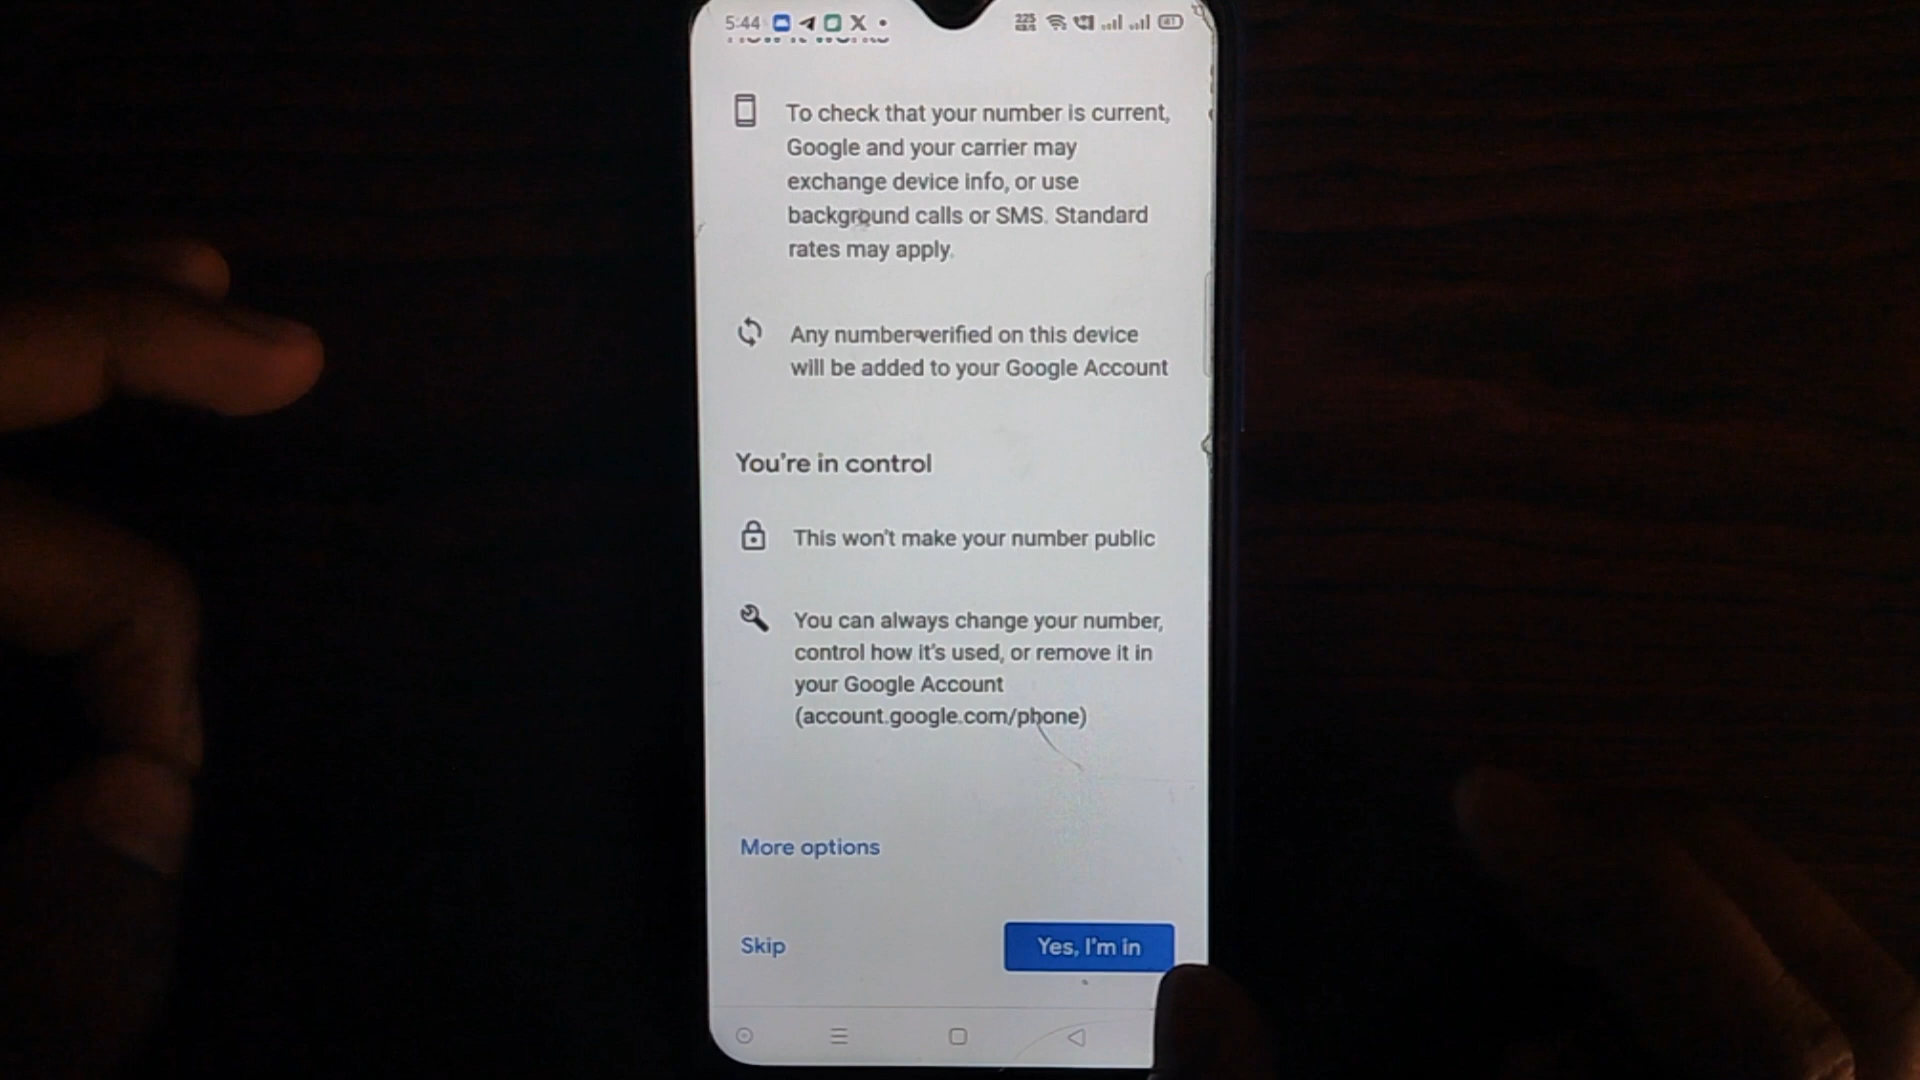 5:44
To check that your number is current,
Google and your carrier may
exchange device info, or use
background calls or SMS. Standard
rates may apply.
Any number verified on this device
will be added to your Google Account
You're in control
This won't make your number public
You can always change your number,
control how it's used, or remove it in
your Google Account
(account.google.com/phone)
More options
Skip
Yes, I'm in